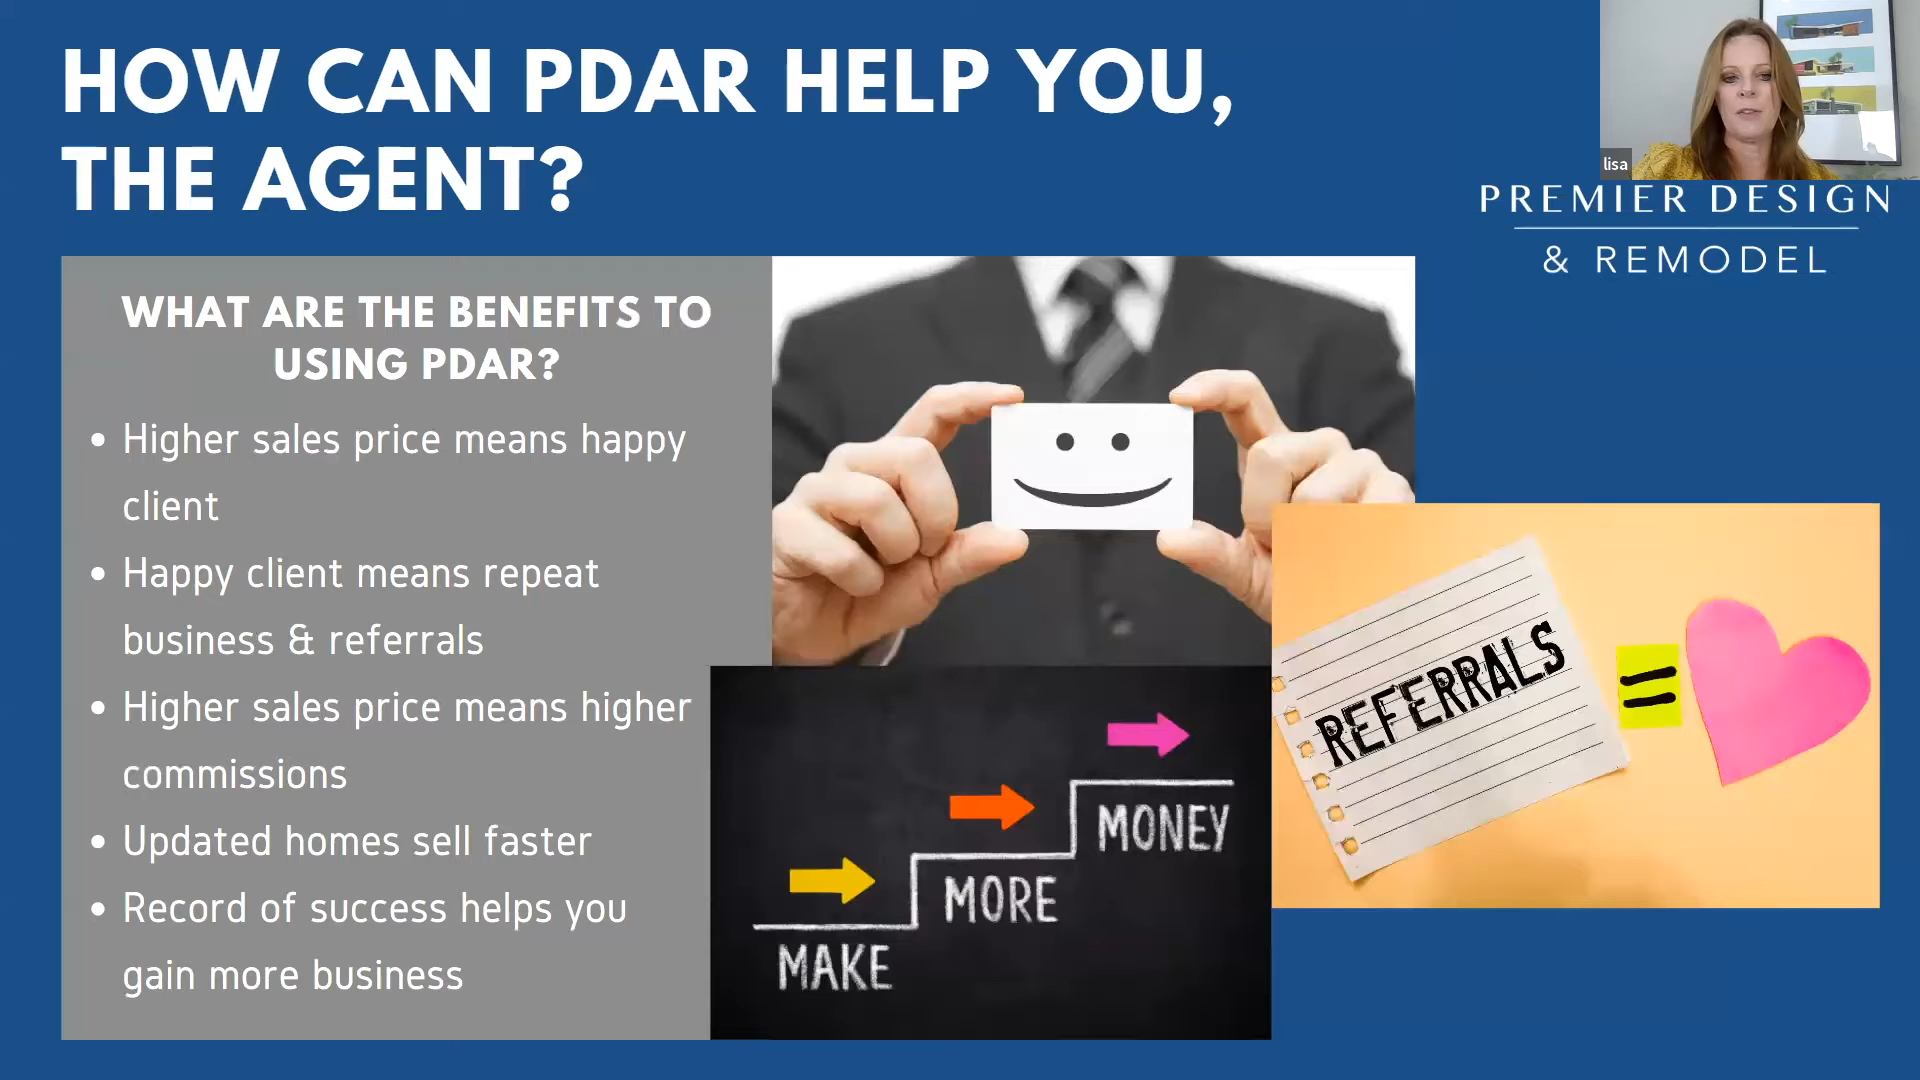 HOW CAN PDAR HELP YOU,
THE AGENT?
lisa
PREMIER DESIGN
& REMODEL
WHAT ARE THE BENEFITS TO
USING PDAR?
• Higher sales price means happy
client
• Happy client means repeat
business & referrals
• Higher sales price means higher
commissions
• Updated homes sell faster
• Record of success helps you
gain more business
REFERRALS =
MONEY
MORE
MAKE